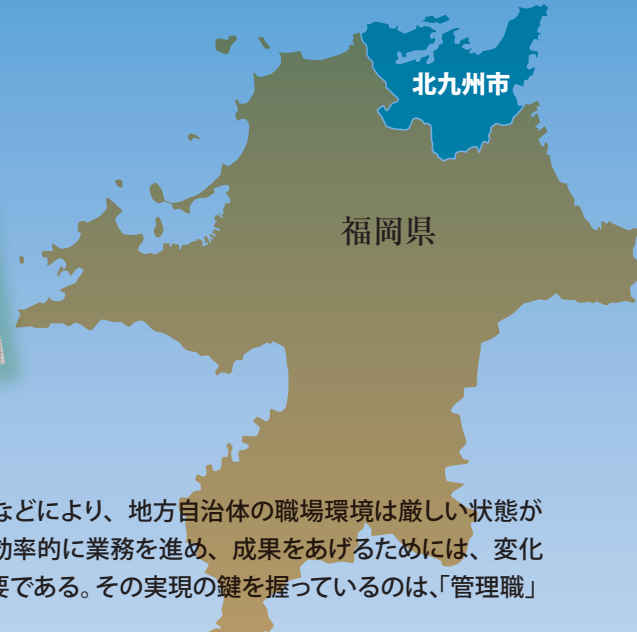 北九州市
福岡県
などにより、地方自治体の職場環境は厳しい状態が
効率的に業務を進め、成果をあげるためには、変化
要である。その実現の鍵を握っているのは、「管理職」